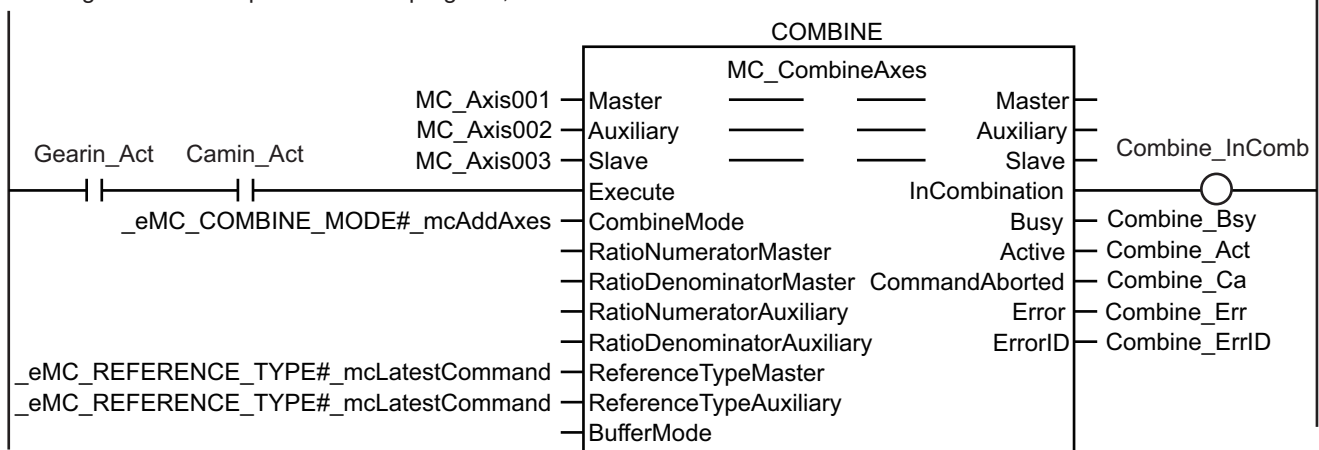 COMBINE
MC_CombineAxes
MC_Axis001 Master Master
MC_Axis002 Auxiliary Auxiliary
Gearin_Act Camin_Act MC_Axis003 Slave Slave Combine_InComb
Execute InCombination
_eMC_COMBINE_MODE#_mcAddAxes CombineMode Busy Combine_Bsy
RatioNumeratorMaster Active Combine_Act
RatioDenominatorMaster CommandAborted Combine_Ca
RatioNumeratorAuxiliary Error Combine_Err
RatioDenominatorAuxiliary ErrorID Combine_ErrID
_eMC_REFERENCE_TYPE#_mcLatestCommand ReferenceTypeMaster
_eMC_REFERENCE_TYPE#_mcLatestCommand ReferenceTypeAuxiliary
BufferMode